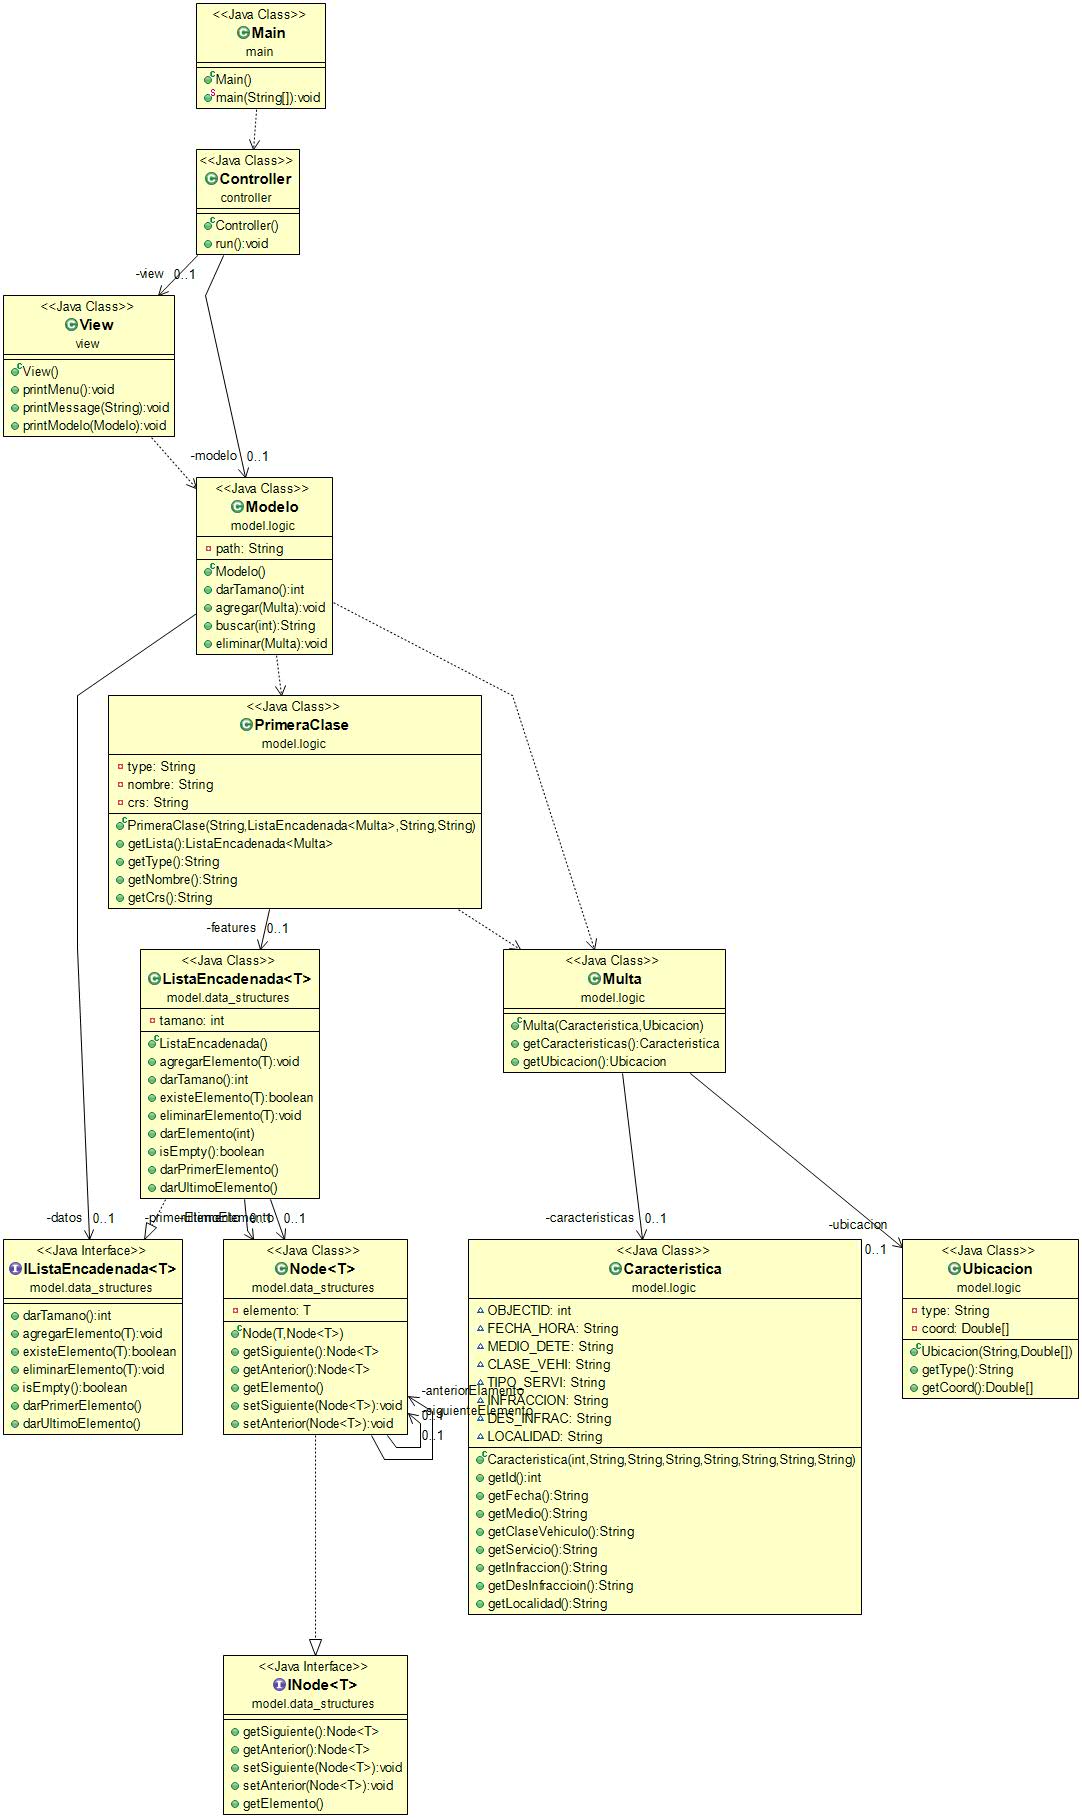 <<Java Class>>
Main
main
Main()
main(String[]):void
<<Java Class>>
Controller
controller
Controller()
run():void
-view 0..1
<<Java Class>>
View
view
View()
printMenu():void
printMessage(String):void
printModelo(Modelo):void
-modelo 0..1
<<Java Class>>
Modelo
model.logic
path: String
Modelo()
darTamano():int
agregar(Multa):void
buscar(int):String
eliminar(Multa):void
<<Java Class>>
PrimeraClase
model.logic
type: String
nombre: String
crs: String
PrimeraClase(String,ListaEncadenada<Multa>,String,String)
getLista():ListaEncadenada<Multa>
getType():String
getNombre():String
getCrs():String
-features 0..1
<<Java Class>>
ListaEncadenada<T>
model.data_structures
tamano: int
ListaEncadenada()
agregarElemento(T):void
darTamano():int
existeElemento(T):boolean
eliminarElemento(T):void
darElemento(int)
isEmpty():boolean
darPrimerElemento()
darUltimoElemento()
<<Java Class>>
Multa
model.logic
Multa(Caracteristica,Ubicacion)
getCaracteristicas():Caracteristica
getUbicacion():Ubicacion
-datos 0..1
0..1
0..1
-caracteristicas 0..1
-ubicacion
0..1
<<Java Interface>>
IListaEncadenada<T>
model.data_structures
darTamano():int
agregarElemento(T):void
existeElemento(T):boolean
eliminarElemento(T):void
isEmpty():boolean
darPrimerElemento()
darUltimoElemento()
<<Java Class>>
Node<T>
model.data_structures
elemento: T
Node(T,Node<T>)
getSiguiente():Node<T>
getAnterior():Node<T>
getElemento()
setSiguiente(Node<T>):void
setAnterior(Node<T>):void
-anteriorElamento
-siguienteElemento
0..1
0..1
<<Java Class>>
Caracteristica
model.logic
OBJECTID: int
FECHA_HORA: String
MEDIO_DETE: String
CLASE_VEHI: String
TIPO_SERVI: String
INFRACCION: String
DES_INFRAC: String
LOCALIDAD: String
Caracteristica(int,String,String,String,String,String,String,String)
getId():int
getFecha():String
getMedio():String
getClaseVehiculo():String
getServicio():String
getInfraccion():String
getDesInfraccioin():String
getLocalidad():String
<<Java Class>>
Ubicacion
model.logic
type: String
coord: Double[]
Ubicacion(String,Double[])
getType():String
getCoord():Double[]
<<Java Interface>>
INode<T>
model.data_structures
getSiguiente():Node<T>
getAnterior():Node<T>
setSiguiente(Node<T>):void
setAnterior(Node<T>):void
getElemento()